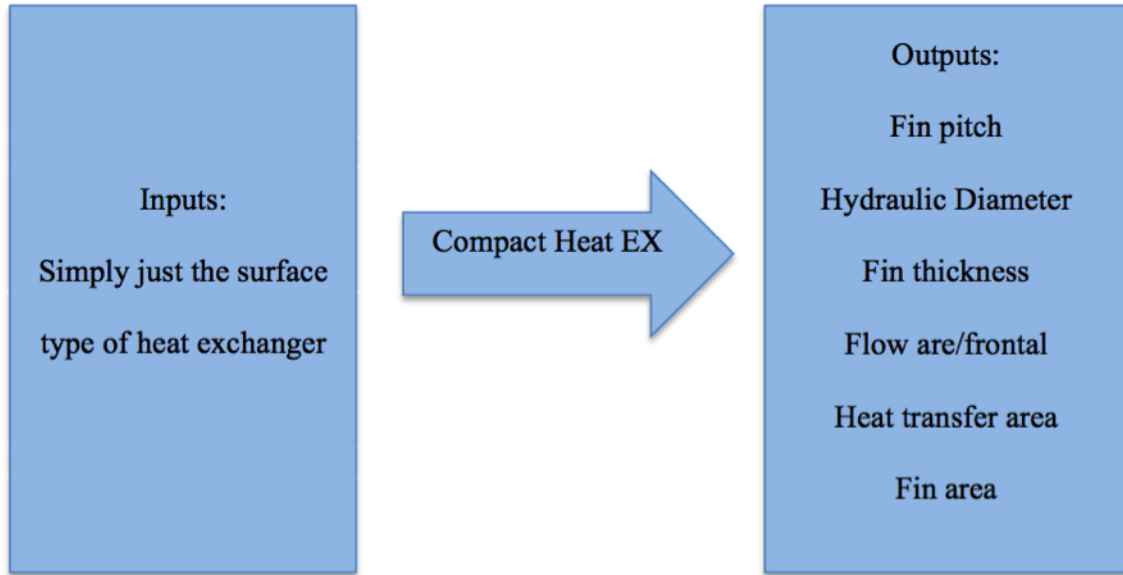 Inputs:
Simply just the surface
type of heat exchanger
Compact Heat EX
Outputs:
Fin pitch
Hydraulic Diameter
Fin thickness
Flow are/frontal
Heat transfer area
Fin area